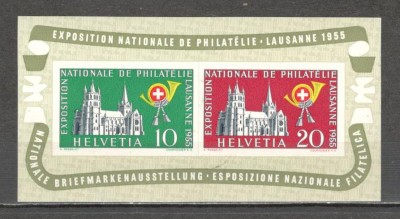 EXPOSITION NATIONALE DE PHILATÉLIE · LAUSANNE 1955
EXPOSITION
NATIONALE DE PHILATÉLIE
LAUSANNE 1955
10
HELVETIA
EXPOSITION
NATIONALE DE PHILATÉLIE
LAUSANNE 1955
20
HELVETIA
NATIONALE BRIEFMARKENAUSSTELLUNG · ESPOSIZIONE NAZIONALE FILATELICA